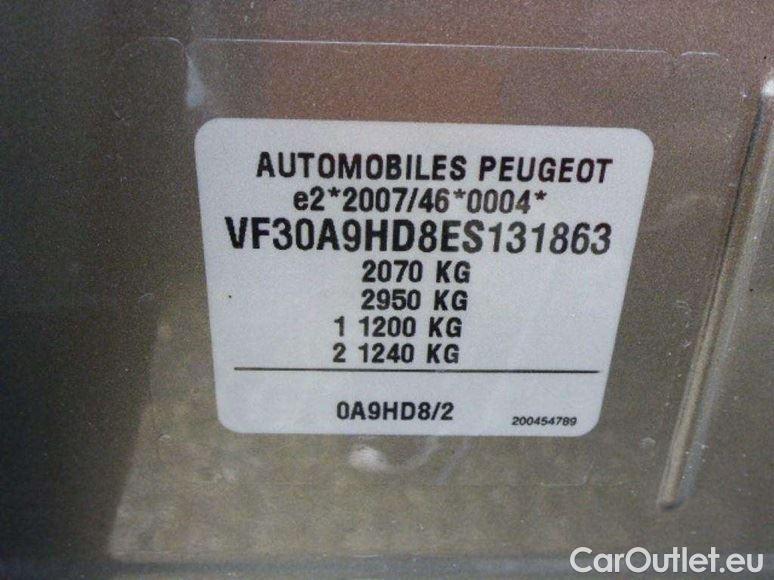 AUTOMOBILES PEUGEOT
e2*2007/46*0004*
VF30A9HD8ES131863
2070 KG
2950 KG
1 1200 KG
2 1240 KG
0A9HD8/2
200454789
CarOutlet.eu